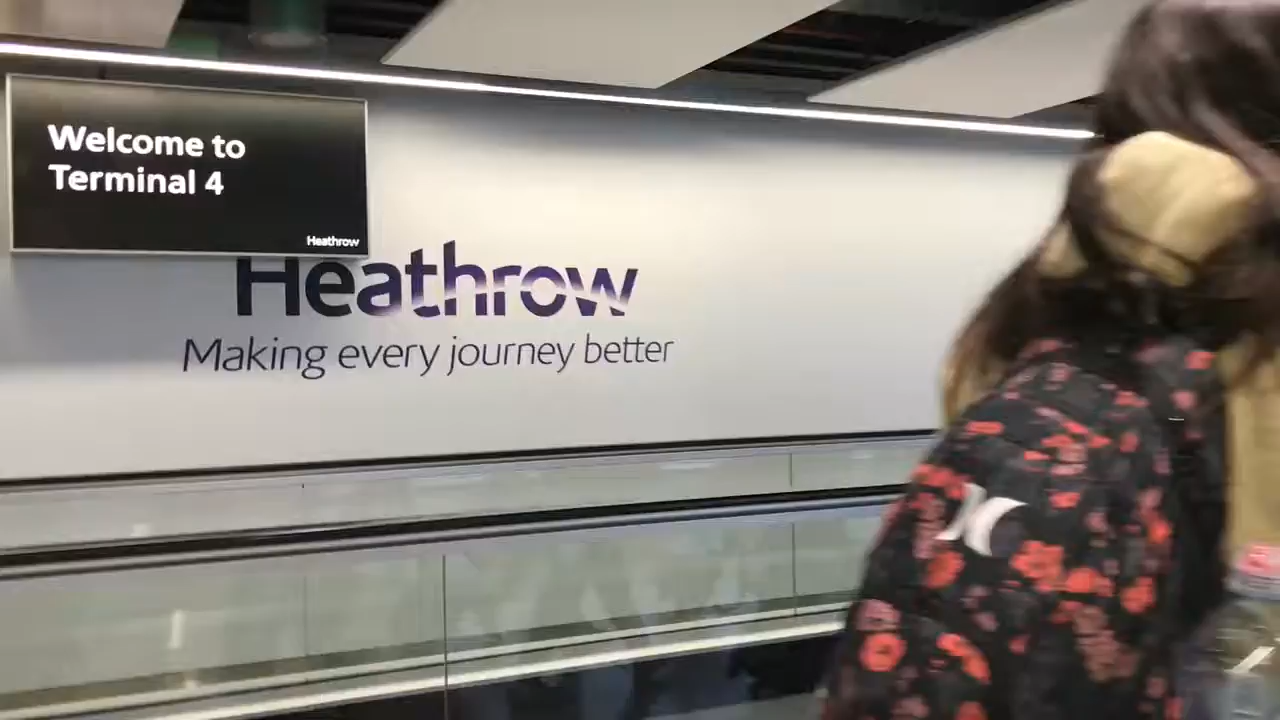 Welcome to
Terminal 4
Heathrow
Heathrow
Making every journey better